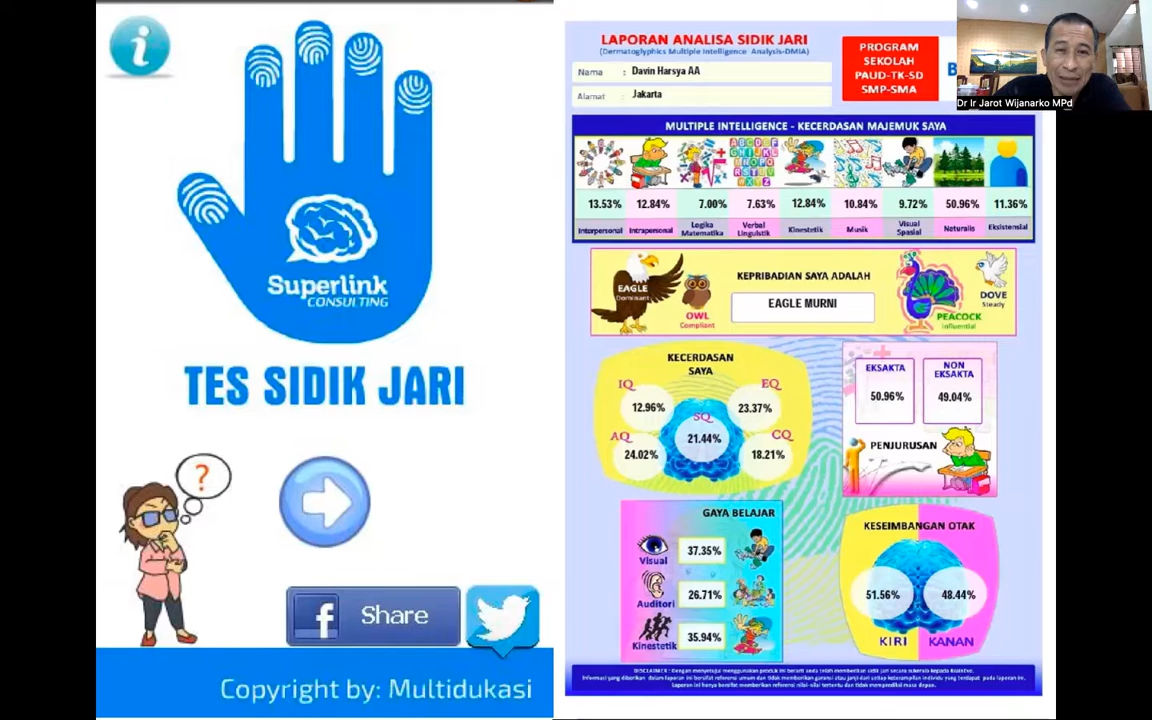 i
Superlink
CONSULTING
TES SIDIK JARI
?
f Share
Copyright by: Multidukasi
LAPORAN ANALISA SIDIK JARI
(Dermatoglyphics Multiple Intelligence Analysis-DMIA)
Nama : Davin Harsya AA
Alamat : Jakarta
PROGRAM
SEKOLAH
PAUD-TK-SD
SMP-SMA
B
Dr Ir Jarot Wijanarko MPd
MULTIPLE INTELLIGENCE - KECERDASAN MAJEMUK SAYA
13.53% 12.84% 7.00% 7.63% 12.84% 10.84% 9.72% 50.96% 11.36%
Interpersonal Intrapersonal Logika Matematika Verbal Linguistik Kinestetik Musik Visual Spasial Neturalis Eksistensial
EAGLE
Dominant
OWL
Compliant
KEPRIBADIAN SAYA ADALAH
EAGLE MURNI
PEACOCK
Influential
DOVE
Steady
KECERDASAN
SAYA
IQ
12.96%
EQ
23.37%
SQ
21.44%
AQ
24.02%
CQ
18.21%
EKSAKTA
50.96%
NON
EKSAKTA
49.04%
PENJURUSAN
GAYA BELAJAR
Visual
37.35%
Auditori
26.71%
Kinestetik
35.94%
KESEIMBANGAN OTAK
51.56% 48.44%
KIRI KANAN